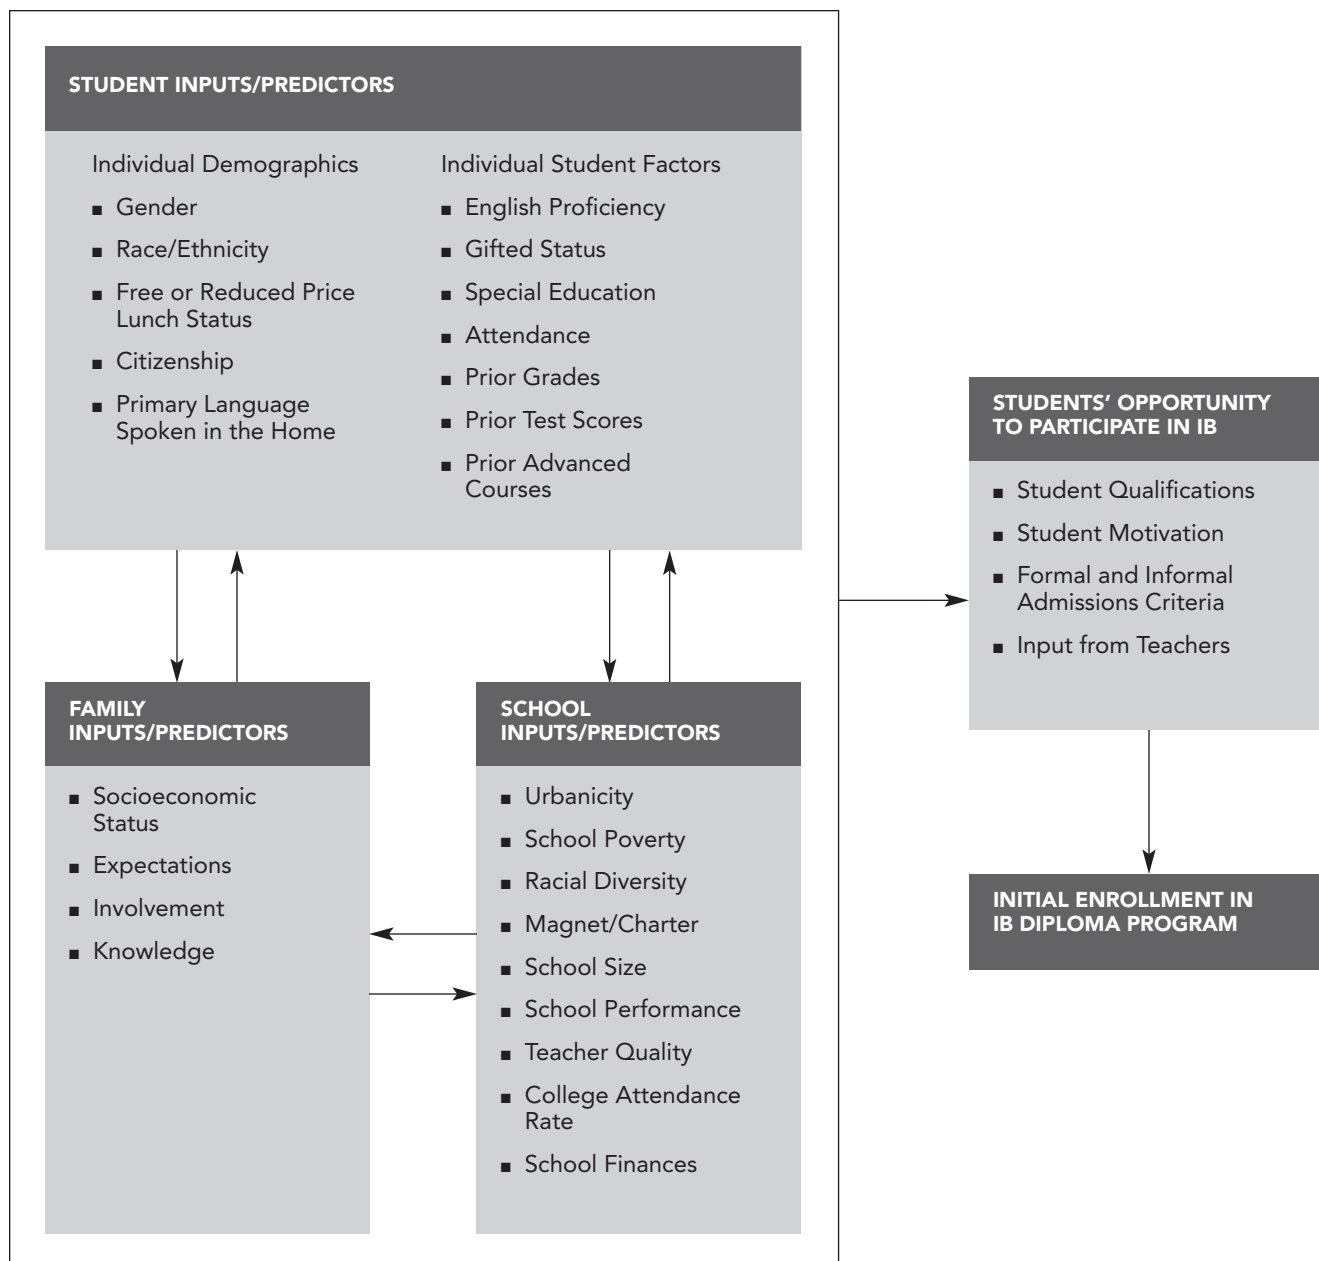 STUDENT INPUTS/PREDICTORS
Individual Demographics
■ Gender
■ Race/Ethnicity
■ Free or Reduced Price
Lunch Status
■ Citizenship
■ Primary Language
Spoken in the Home
Individual Student Factors
■ English Proficiency
■ Gifted Status
■ Special Education
■ Attendance
■ Prior Grades
■ Prior Test Scores
■ Prior Advanced
Courses
FAMILY
INPUTS/PREDICTORS
■ Socioeconomic
Status
■ Expectations
■ Involvement
■ Knowledge
SCHOOL
INPUTS/PREDICTORS
■ Urbanicity
■ School Poverty
■ Racial Diversity
■ Magnet/Charter
■ School Size
■ School Performance
■ Teacher Quality
■ College Attendance
Rate
■ School Finances
STUDENTS’ OPPORTUNITY
TO PARTICIPATE IN IB
■ Student Qualifications
■ Student Motivation
■ Formal and Informal
Admissions Criteria
■ Input from Teachers
INITIAL ENROLLMENT IN
IB DIPLOMA PROGRAM